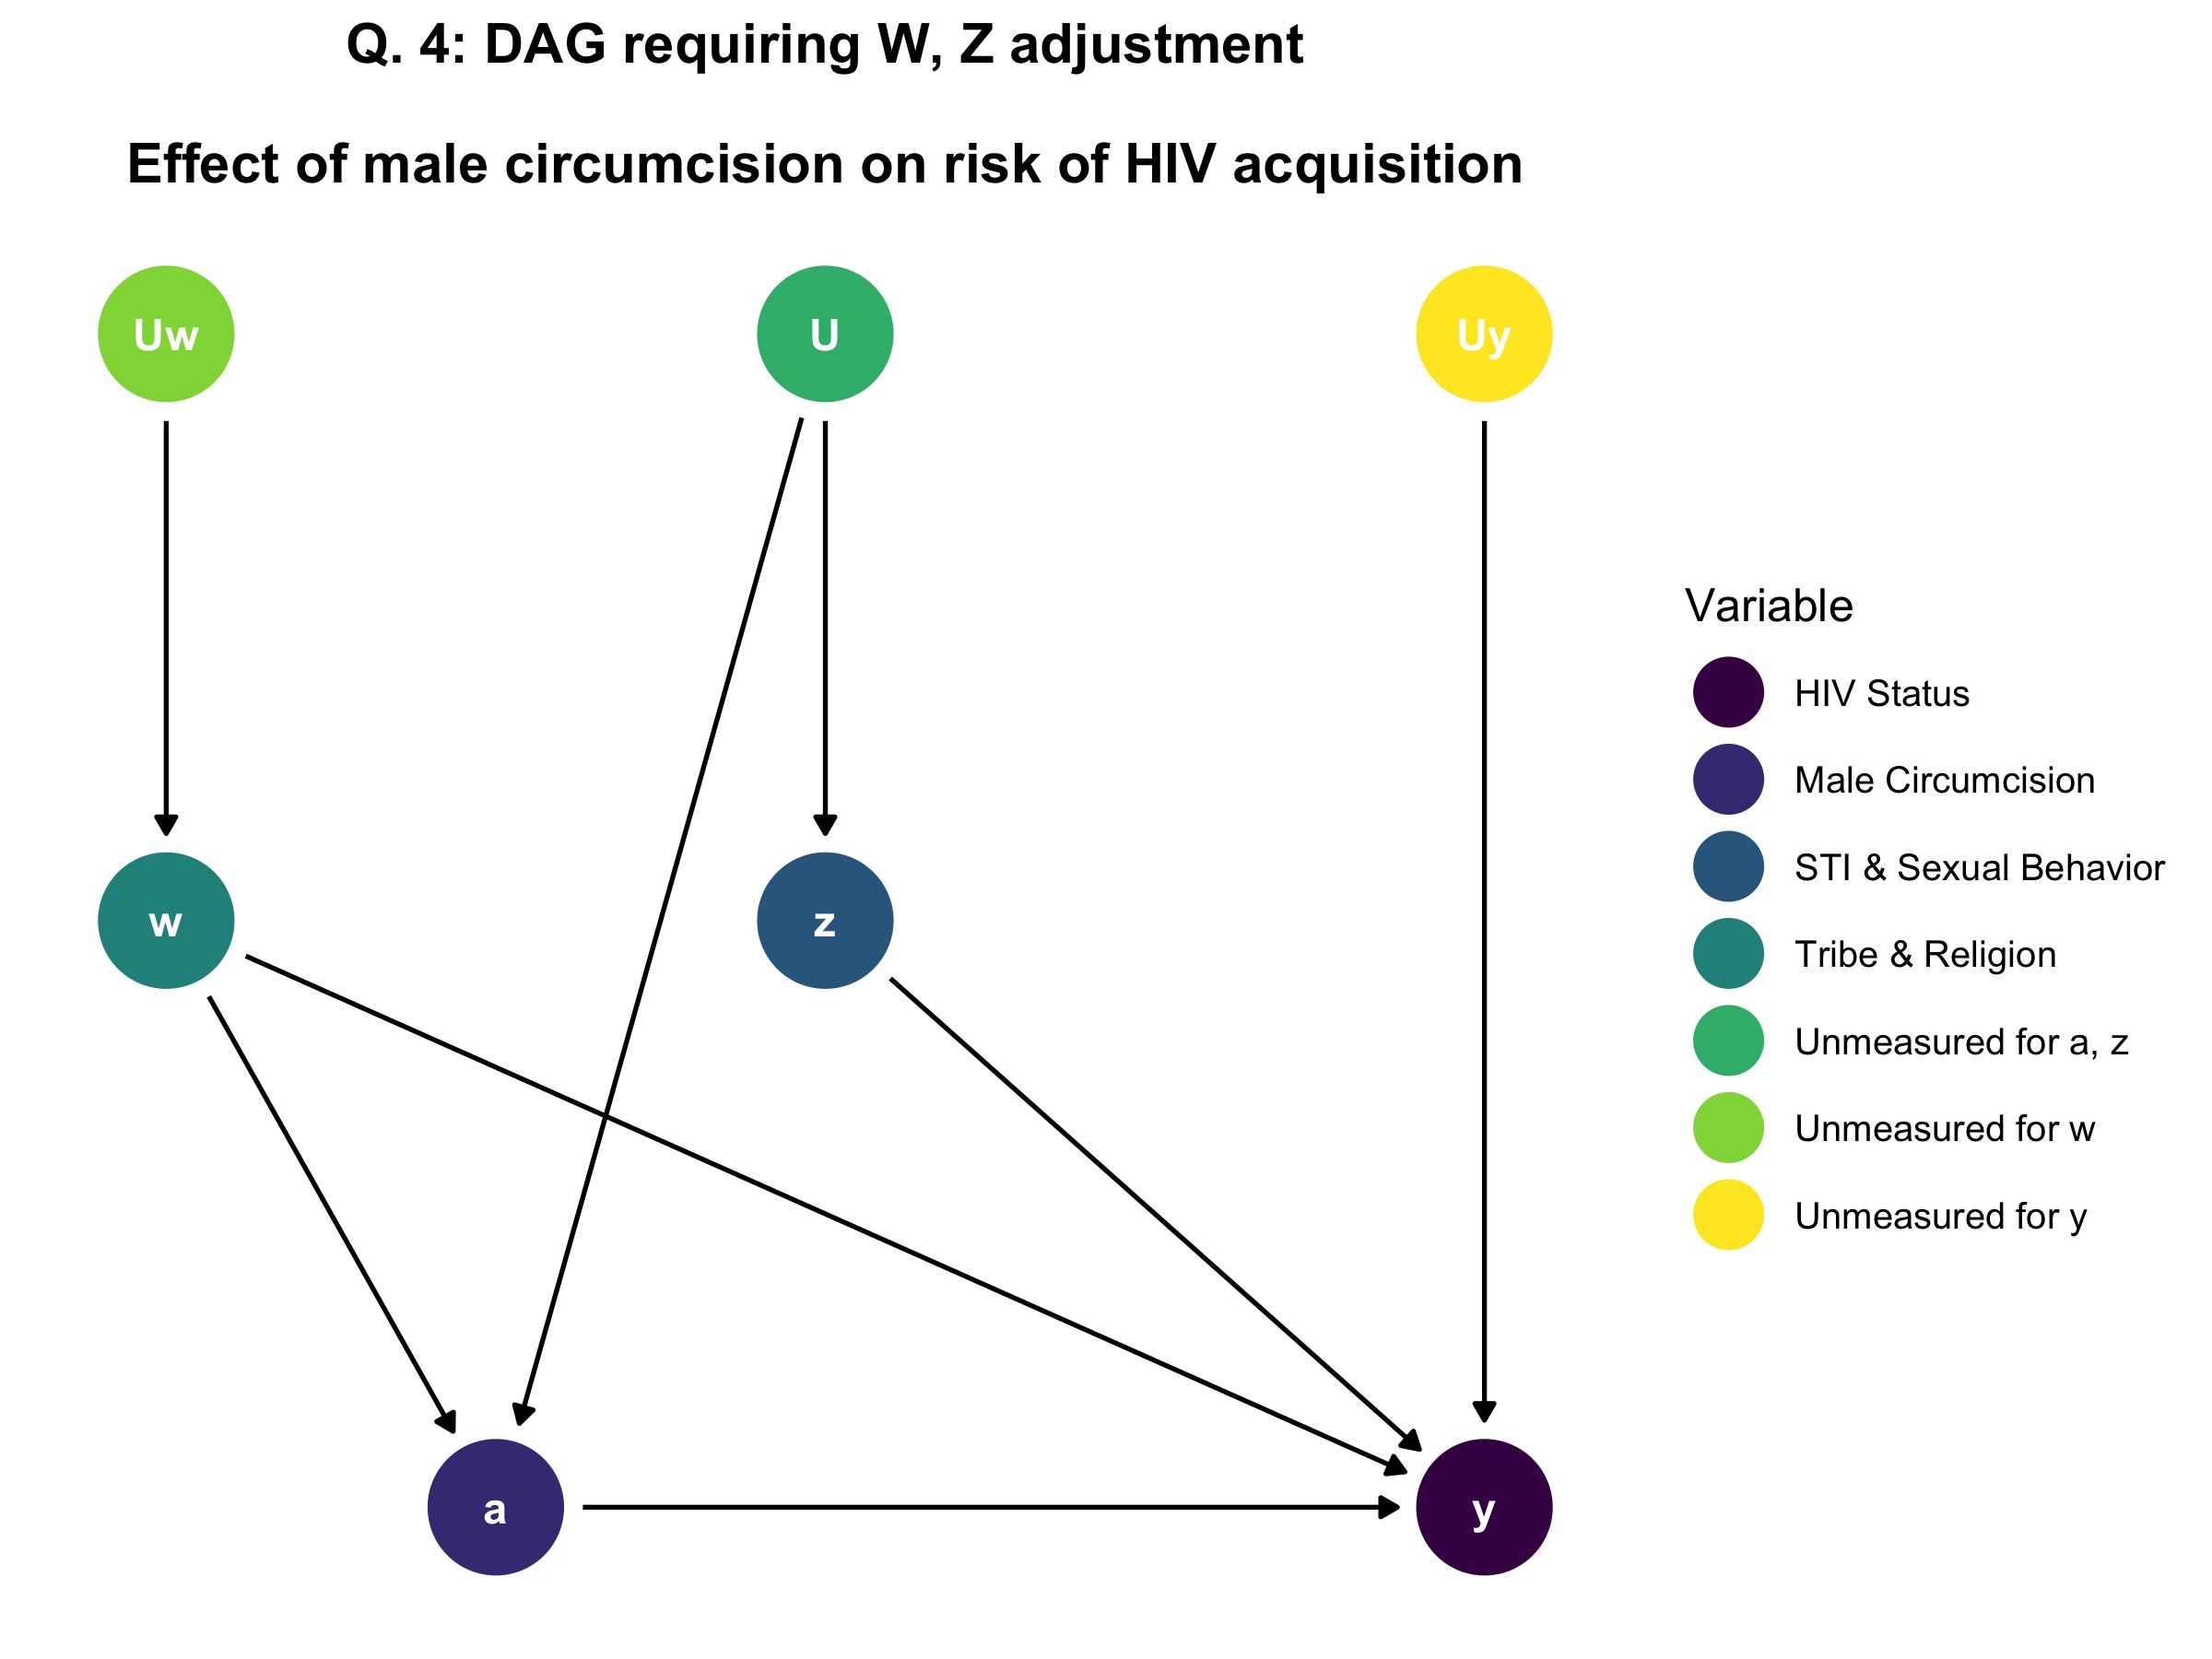 Q. 4: DAG requiring W, Z adjustment
Effect of male circumcision on risk of HIV acquisition
Uw
U
Uy
w
z
a
y
Variable
HIV Status
Male Circumcision
STI & Sexual Behavior
Tribe & Religion
Unmeasured for a, z
Unmeasured for w
Unmeasured for y